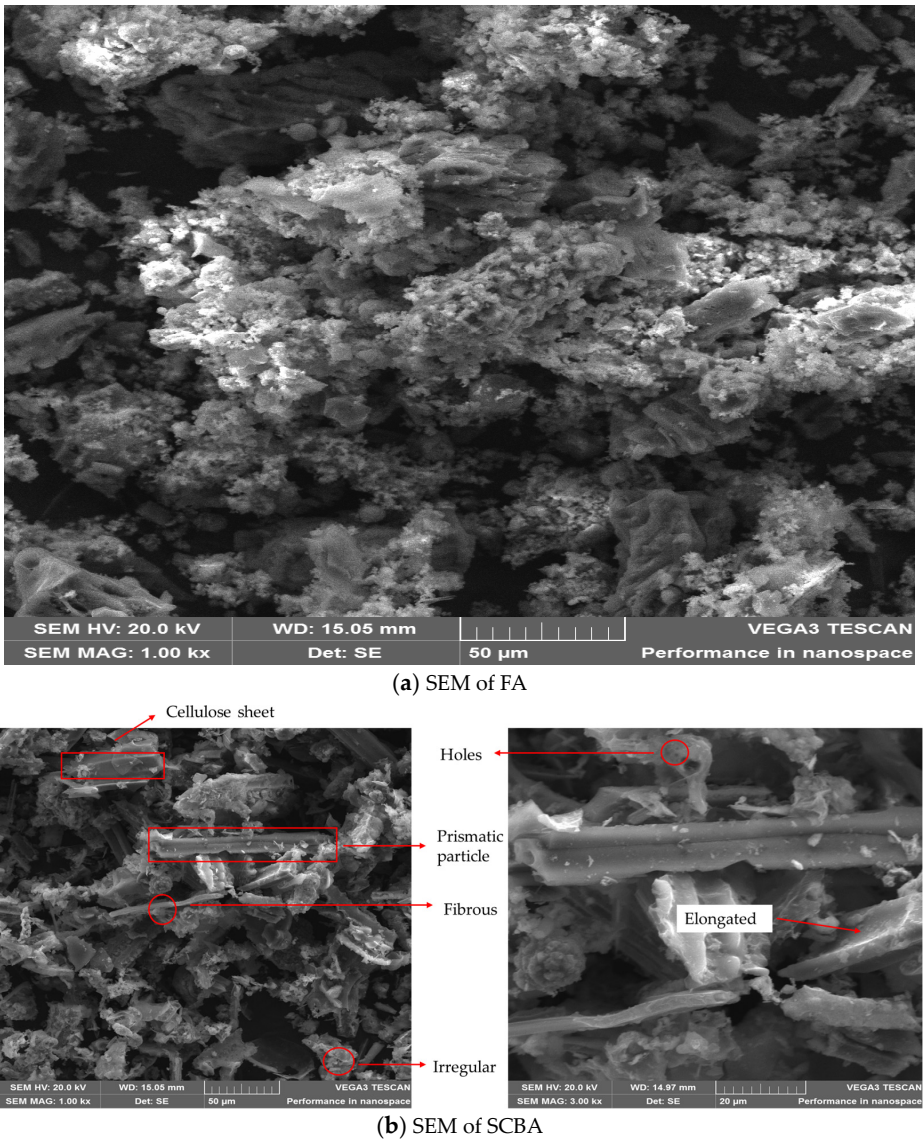 SEM HV: 20.0 kV WD: 15.05 mm VEGA3 TESCAN
SEM MAG: 1.00 kx Det: SE 50 µm Performance in nanospace
(a) SEM of FA
Cellulose sheet
Holes
Prismatic
particle
Fibrous
Elongated
Irregular
SEM HV: 20.0 kV WD: 15.05 mm VEGA3 TESCAN
SEM MAG: 1.00 kx Det: SE 50 µm Performance in nanospace
SEM HV: 20.0 kV WD: 14.97 mm VEGA3 TESCAN
SEM MAG: 3.00 kx Det: SE 20 µm Performance in nanospace
(b) SEM of SCBA